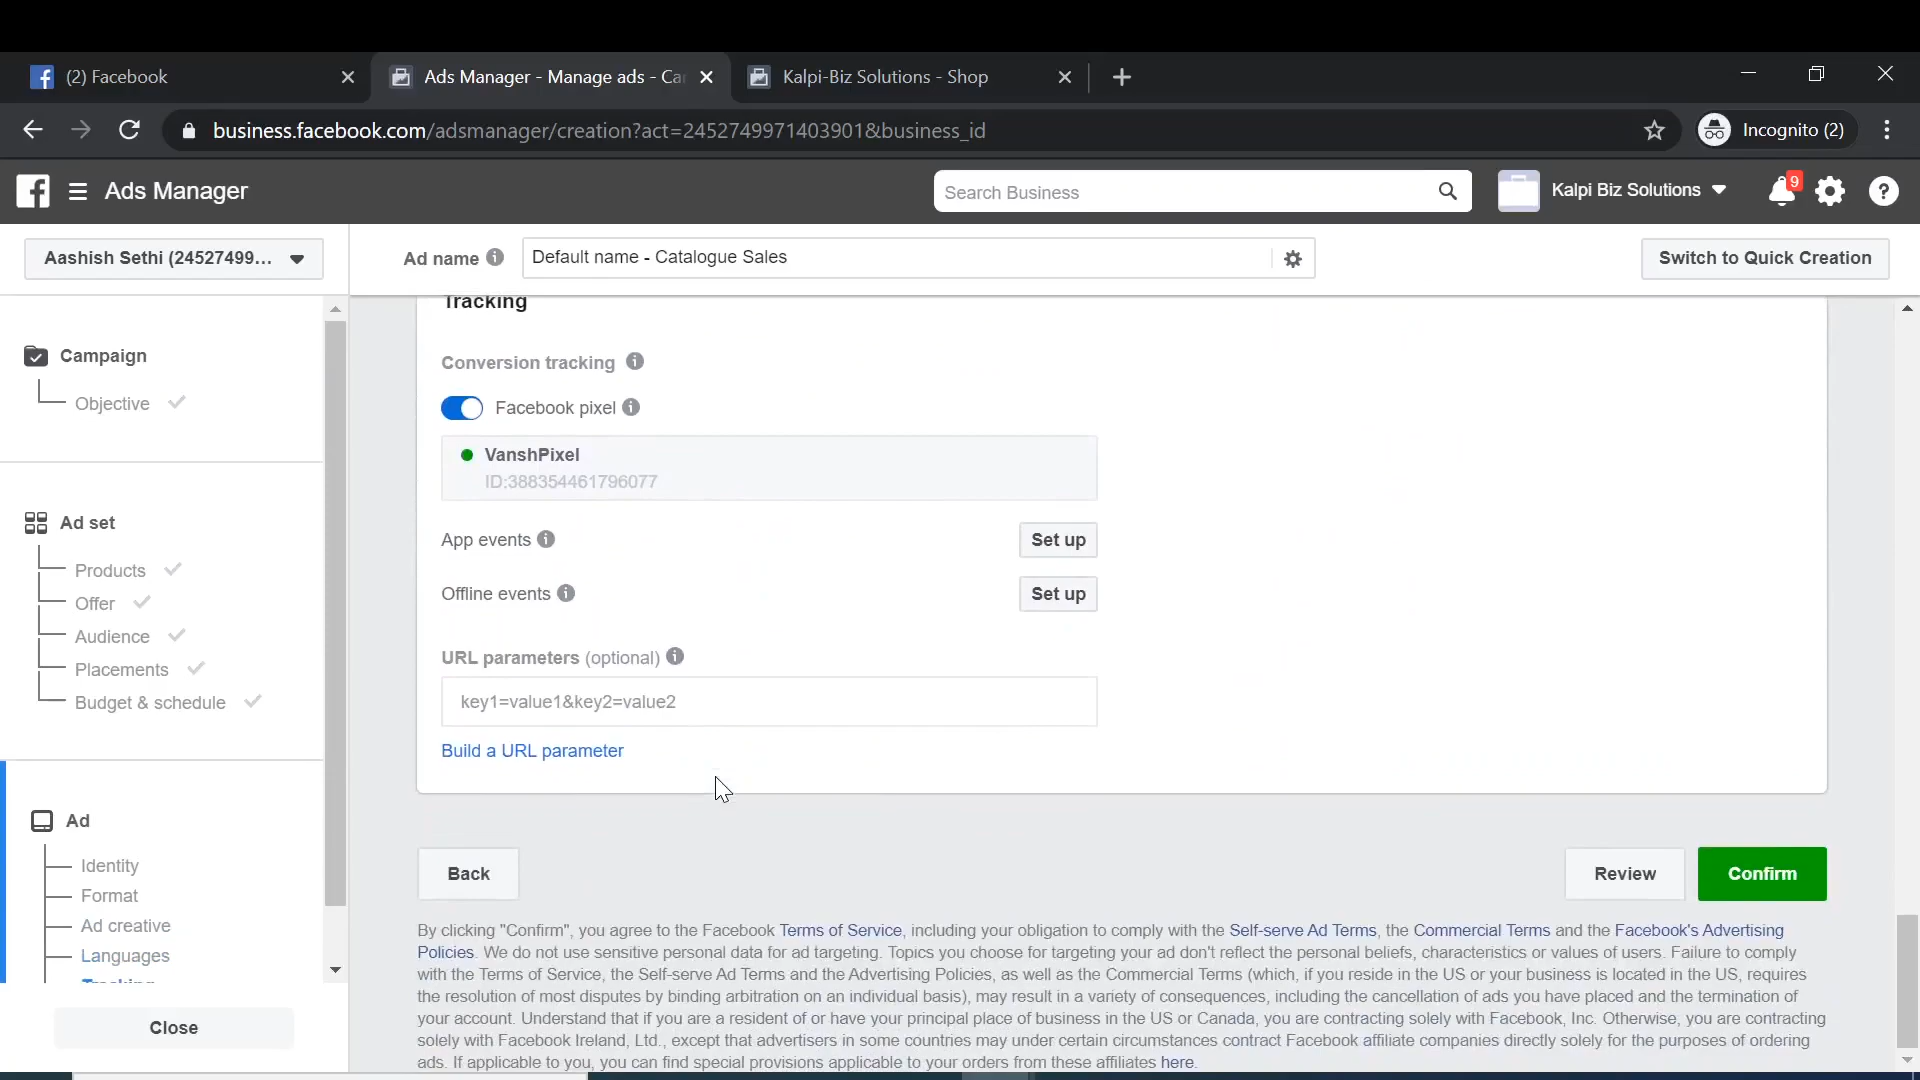 (2) Facebook
Ads Manager - Manage ads - Ca
Kalpi-Biz Solutions - Shop
business.facebook.com/adsmanager/creation?act=2452749971403901&business_id
Incognito (2)
Ads Manager
Search Business
Kalpi Biz Solutions
9
Aashish Sethi (24527499...
Ad name
Default name - Catalogue Sales
Switch to Quick Creation
Campaign
Objective
Ad set
Products
Offer
Audience
Placements
Budget & schedule
Ad
Identity
Format
Ad creative
Languages
Tracking
Close
Tracking
Conversion tracking
Facebook pixel
VanshPixel
ID:388354461796077
App events
Set up
Offline events
Set up
URL parameters (optional)
key1=value1&key2=value2
Build a URL parameter
Back
Review
Confirm
By clicking "Confirm", you agree to the Facebook Terms of Service, including your obligation to comply with the Self-serve Ad Terms, the Commercial Terms and the Facebook's Advertising
Policies. We do not use sensitive personal data for ad targeting. Topics you choose for targeting your ad don't reflect the personal beliefs, characteristics or values of users. Failure to comply
with the Terms of Service, the Self-serve Ad Terms and the Advertising Policies, as well as the Commercial Terms (which, if you reside in the US or your business is located in the US, requires
the resolution of most disputes by binding arbitration on an individual basis), may result in a variety of consequences, including the cancellation of ads you have placed and the termination of
your account. Understand that if you are a resident of or have your principal place of business in the US or Canada, you are contracting solely with Facebook, Inc. Otherwise, you are contracting
solely with Facebook Ireland, Ltd., except that advertisers in some countries may under certain circumstances contract Facebook affiliate companies directly solely for the purposes of ordering
ads. If applicable to you, you can find special provisions applicable to your orders from these affiliates here.